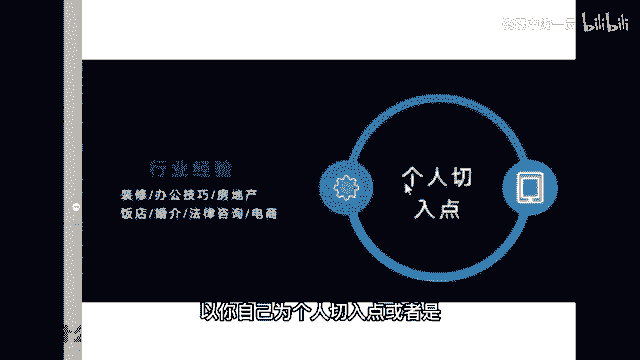 bilibili
行业经验
装修/办公技巧/房地产
饭店/婚介/法律咨询/电商
个人切
入点
以你自己为个人切入点或者是